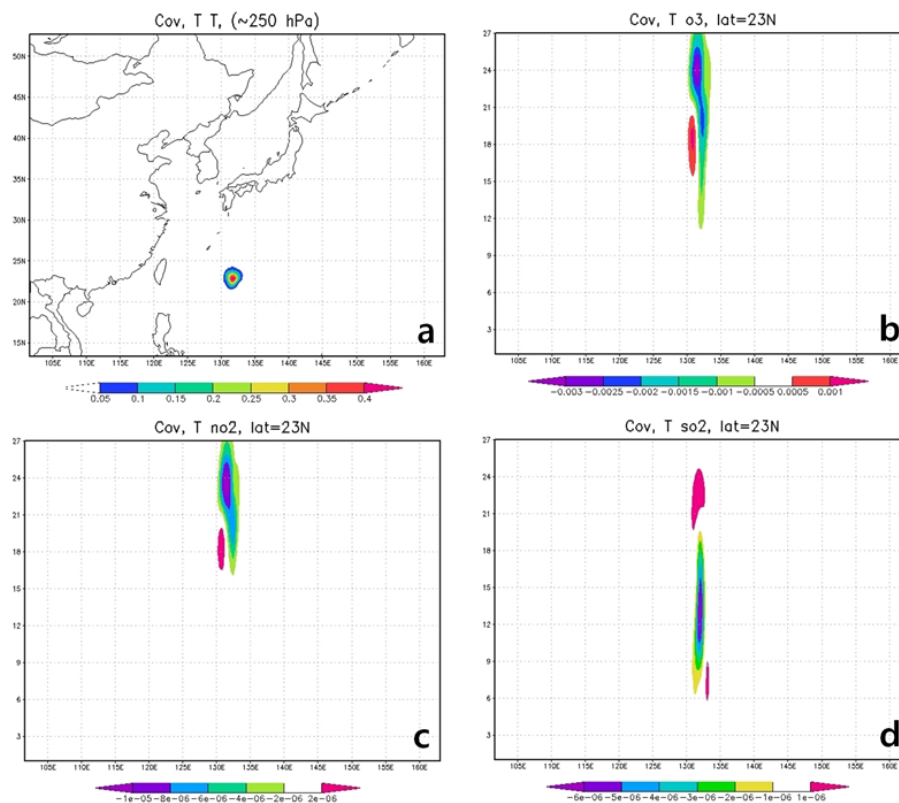 Cov, T T, (~250 hPa)
50N
45N
40N
35N
30N
25N
20N
15N
105E 110E 115E 120E 125E 130E 135E 140E 145E 150E 155E 160E
0.05 0.1 0.15 0.2 0.25 0.3 0.35 0.4
a
Cov, T o3, lat=23N
27
24
21
18
15
12
9
6
3
105E 110E 115E 120E 125E 130E 135E 140E 145E 150E 155E 160E
-0.003 -0.0025 -0.002 -0.0015 -0.001 -0.0005 0.0005 0.001
b
Cov, T no2, lat=23N
27
24
21
18
15
12
9
6
3
105E 110E 115E 120E 125E 130E 135E 140E 145E 150E 155E 160E
-1e-05 -8e-06 -6e-06 -4e-06 -2e-06 2e-06
c
Cov, T so2, lat=23N
27
24
21
18
15
12
9
6
3
105E 110E 115E 120E 125E 130E 135E 140E 145E 150E 155E 160E
-6e-06 -5e-06 -4e-06 -3e-06 -2e-06 -1e-06 1e-06
d